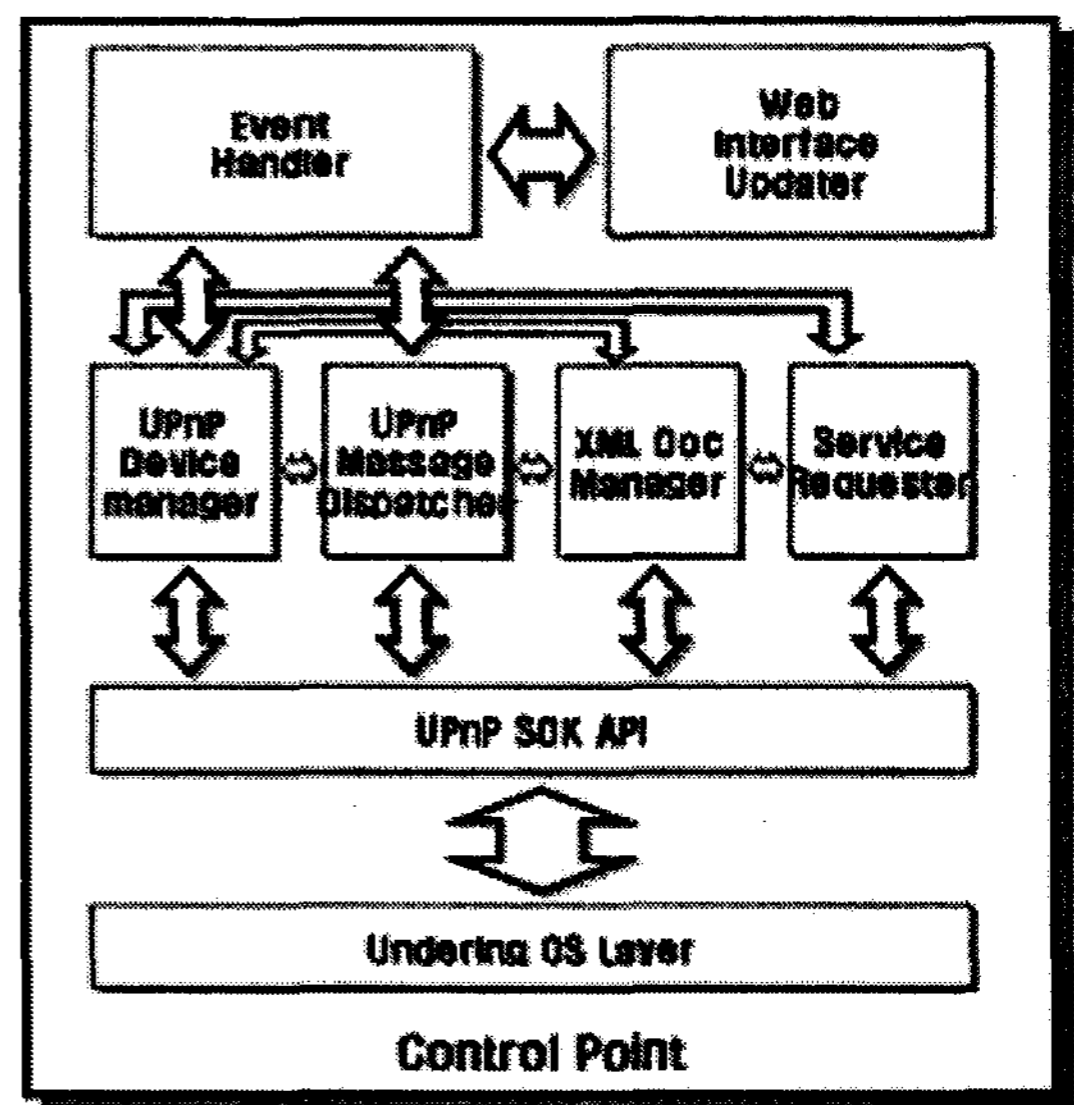 Event
Handler
Web
Interface
Updater
UPnP
Device
manager
UPnP
Message
Dispatcher
XML Doc
Manager
Service
Requester
UPnP SDK API
Undering OS Layer
Control Point